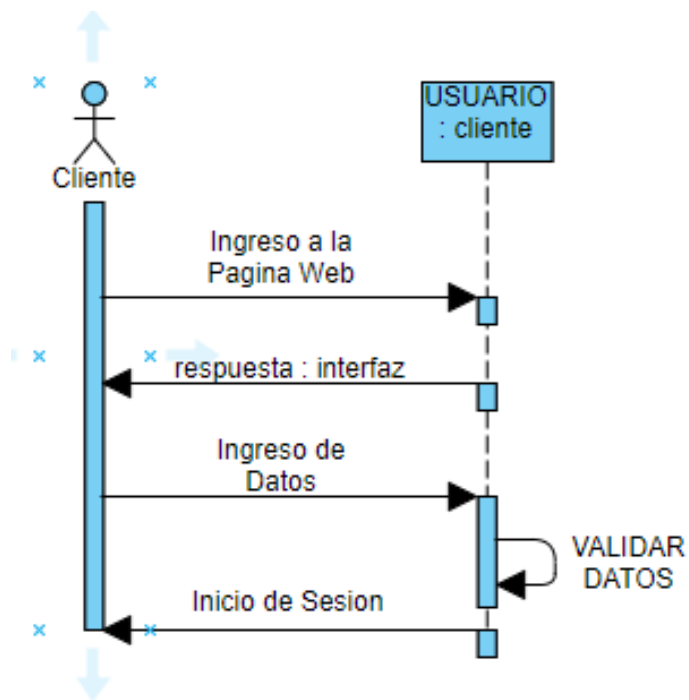 USUARIO
: cliente
Cliente
Ingreso a la
Pagina Web
respuesta : interfaz
Ingreso de
Datos
VALIDAR
DATOS
Inicio de Sesion